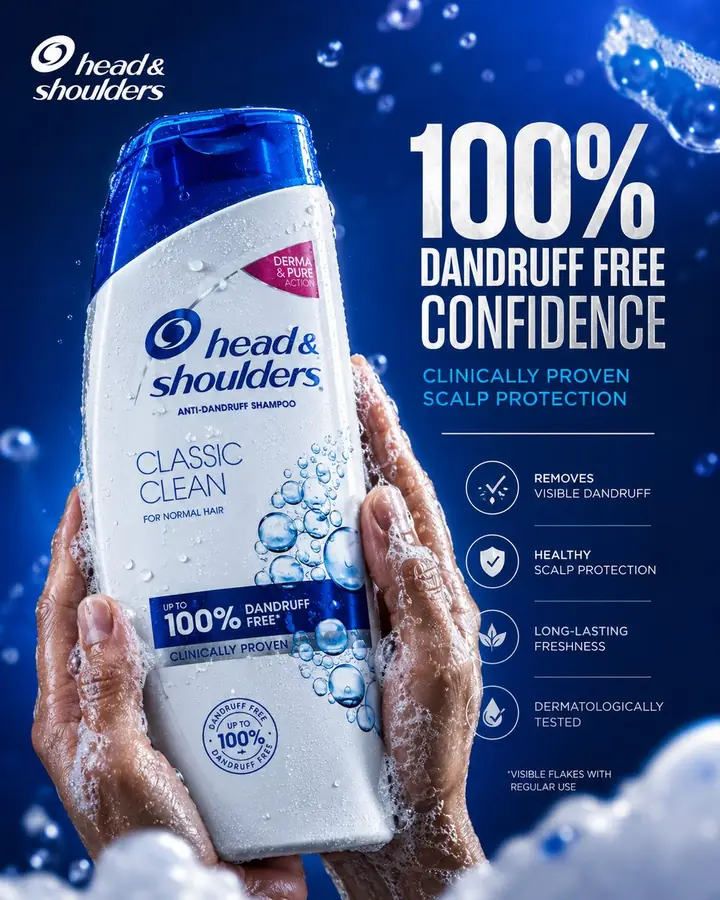 head &
shoulders
100%
DANDRUFF FREE
CONFIDENCE
CLINICALLY PROVEN
SCALP PROTECTION
REMOVES
VISIBLE DANDRUFF
HEALTHY
SCALP PROTECTION
LONG-LASTING
FRESHNESS
DERMATOLOGICALLY
TESTED
*VISIBLE FLAKES WITH
REGULAR USE
DERMA
& PURE
ACTION
head &
shoulders
ANTI-DANDRUFF SHAMPOO
CLASSIC
CLEAN
FOR NORMAL HAIR
UP TO
100% DANDRUFF
FREE*
CLINICALLY PROVEN
DANDRUFF FREE
UP TO
100%
DANDRUFF FREE